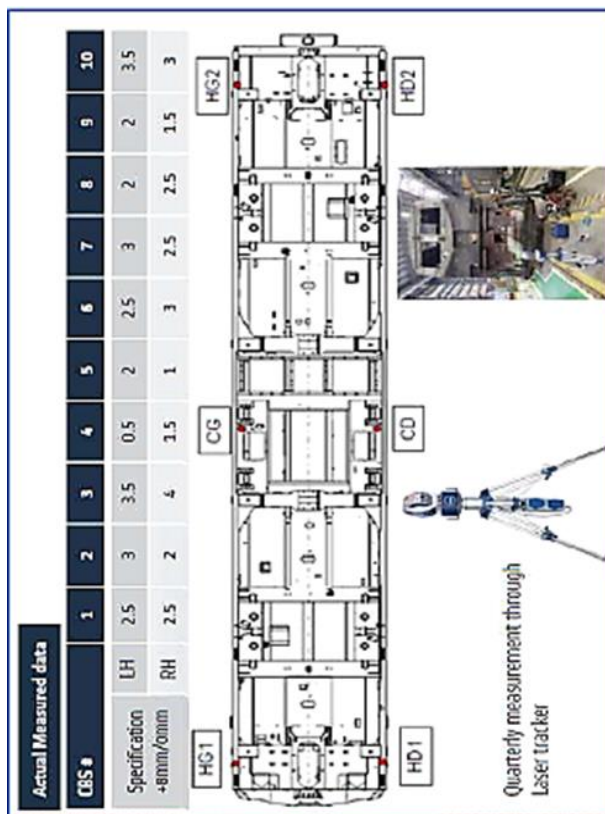 Actual Measured data
CBS # 1 2 3 4 5 6 7 8 9 10
Specification
+8mm/0mm
LH 2.5 3 3.5 0.5 2 2.5 3 2 2 3.5
RH 2.5 2 4 1.5 1 3 2.5 2.5 1.5 3
HG1 CG HG2
HD1 CD HD2
Quarterly measurement through
Laser tracker